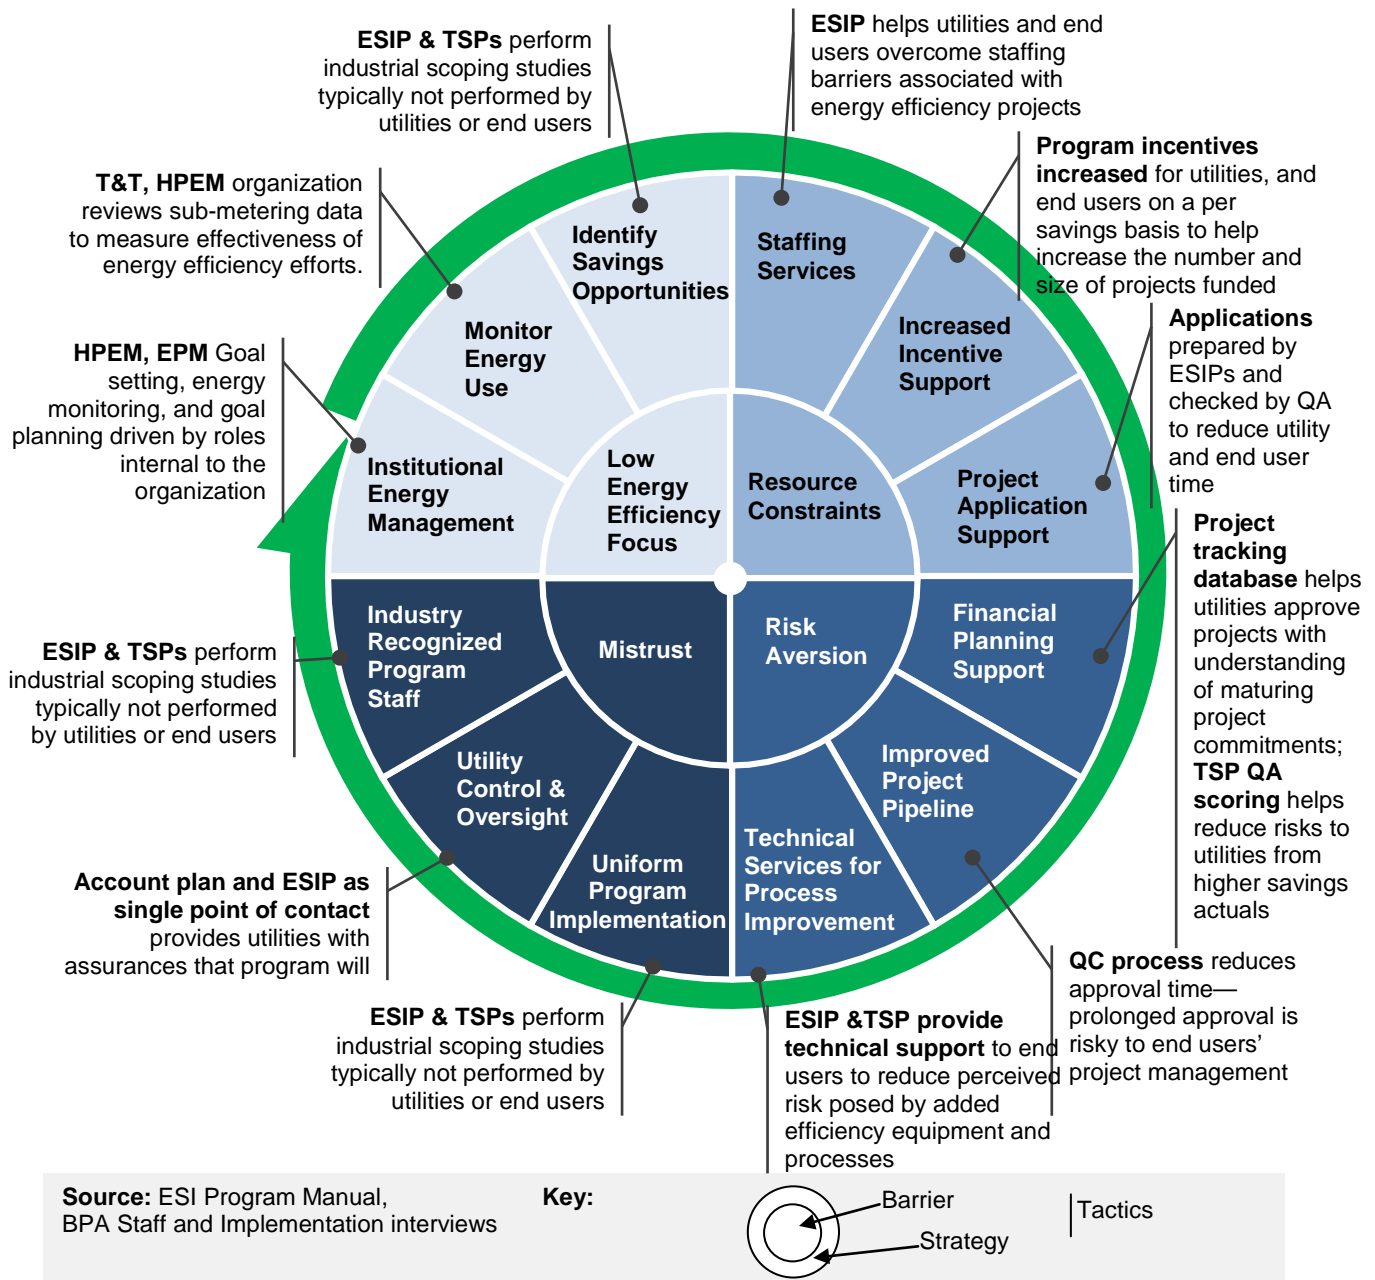 ESIP & TSPs perform
industrial scoping studies
typically not performed by
utilities or end users
ESIP helps utilities and end
users overcome staffing
barriers associated with
energy efficiency projects
Program incentives
increased for utilities, and
end users on a per
savings basis to help
increase the number and
size of projects funded
T&T, HPEM organization
reviews sub-metering data
to measure effectiveness of
energy efficiency efforts.
Applications
prepared by
ESIPs and
checked by QA
to reduce utility
and end user
time
HPEM, EPM Goal
setting, energy
monitoring, and goal
planning driven by roles
internal to the
organization
Identify
Savings
Opportunities
Staffing
Services
Monitor
Energy
Use
Increased
Incentive
Support
Institutional
Energy
Management
Low
Energy
Efficiency
Focus
Resource
Constraints
Project
Application
Support
Project
tracking
database helps
utilities approve
projects with
understanding
of maturing
project
commitments;
TSP QA
scoring helps
reduce risks to
utilities from
higher savings
actuals
Industry
Recognized
Program
Staff
Mistrust
Risk
Aversion
Financial
Planning
Support
ESIP & TSPs perform
industrial scoping studies
typically not performed
by utilities or end users
Utility
Control &
Oversight
Improved
Project
Pipeline
Uniform
Program
Implementation
Technical
Services for
Process
Improvement
Account plan and ESIP as
single point of contact
provides utilities with
assurances that program will
QC process reduces
approval time—
prolonged approval is
risky to end users’
project management
ESIP & TSPs perform
industrial scoping studies
typically not performed by
utilities or end users
ESIP &TSP provide
technical support to end
users to reduce perceived
risk posed by added
efficiency equipment and
processes
Source: ESI Program Manual,
BPA Staff and Implementation interviews
Key:
Barrier
Strategy
Tactics